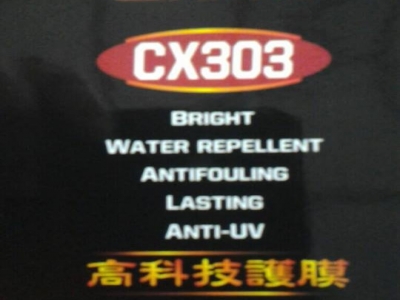 CX303
BRIGHT
WATER REPELLENT
ANTIFOULING
LASTING
ANTI-UV
高科技護膜